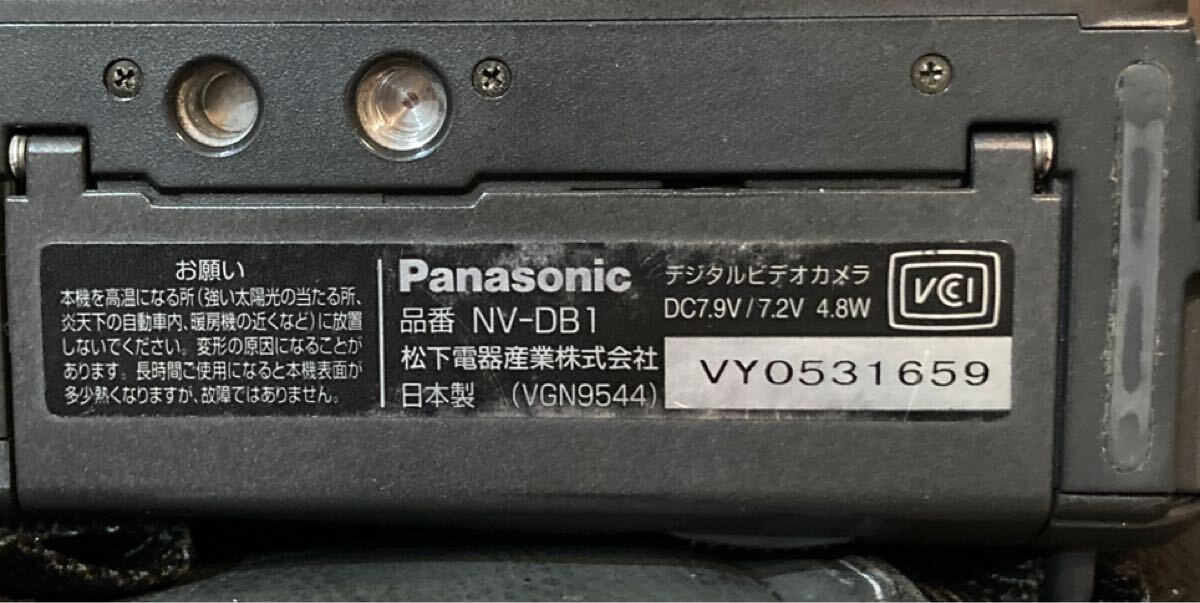 お願い
本機を高温になる所(強い太陽光の当たる所、
炎天下の自動車内、暖房機の近くなど)に放置
しないでください。変形の原因になることが
あります。長時間ご使用になると本機表面が
多少熱くなりますが、故障ではありません。
Panasonic
品番 NV-DB1
松下電器産業株式会社
日本製 (VGN9544)
デジタルビデオカメラ
DC7.9V/7.2V 4.8W
VCCI
VY0531659